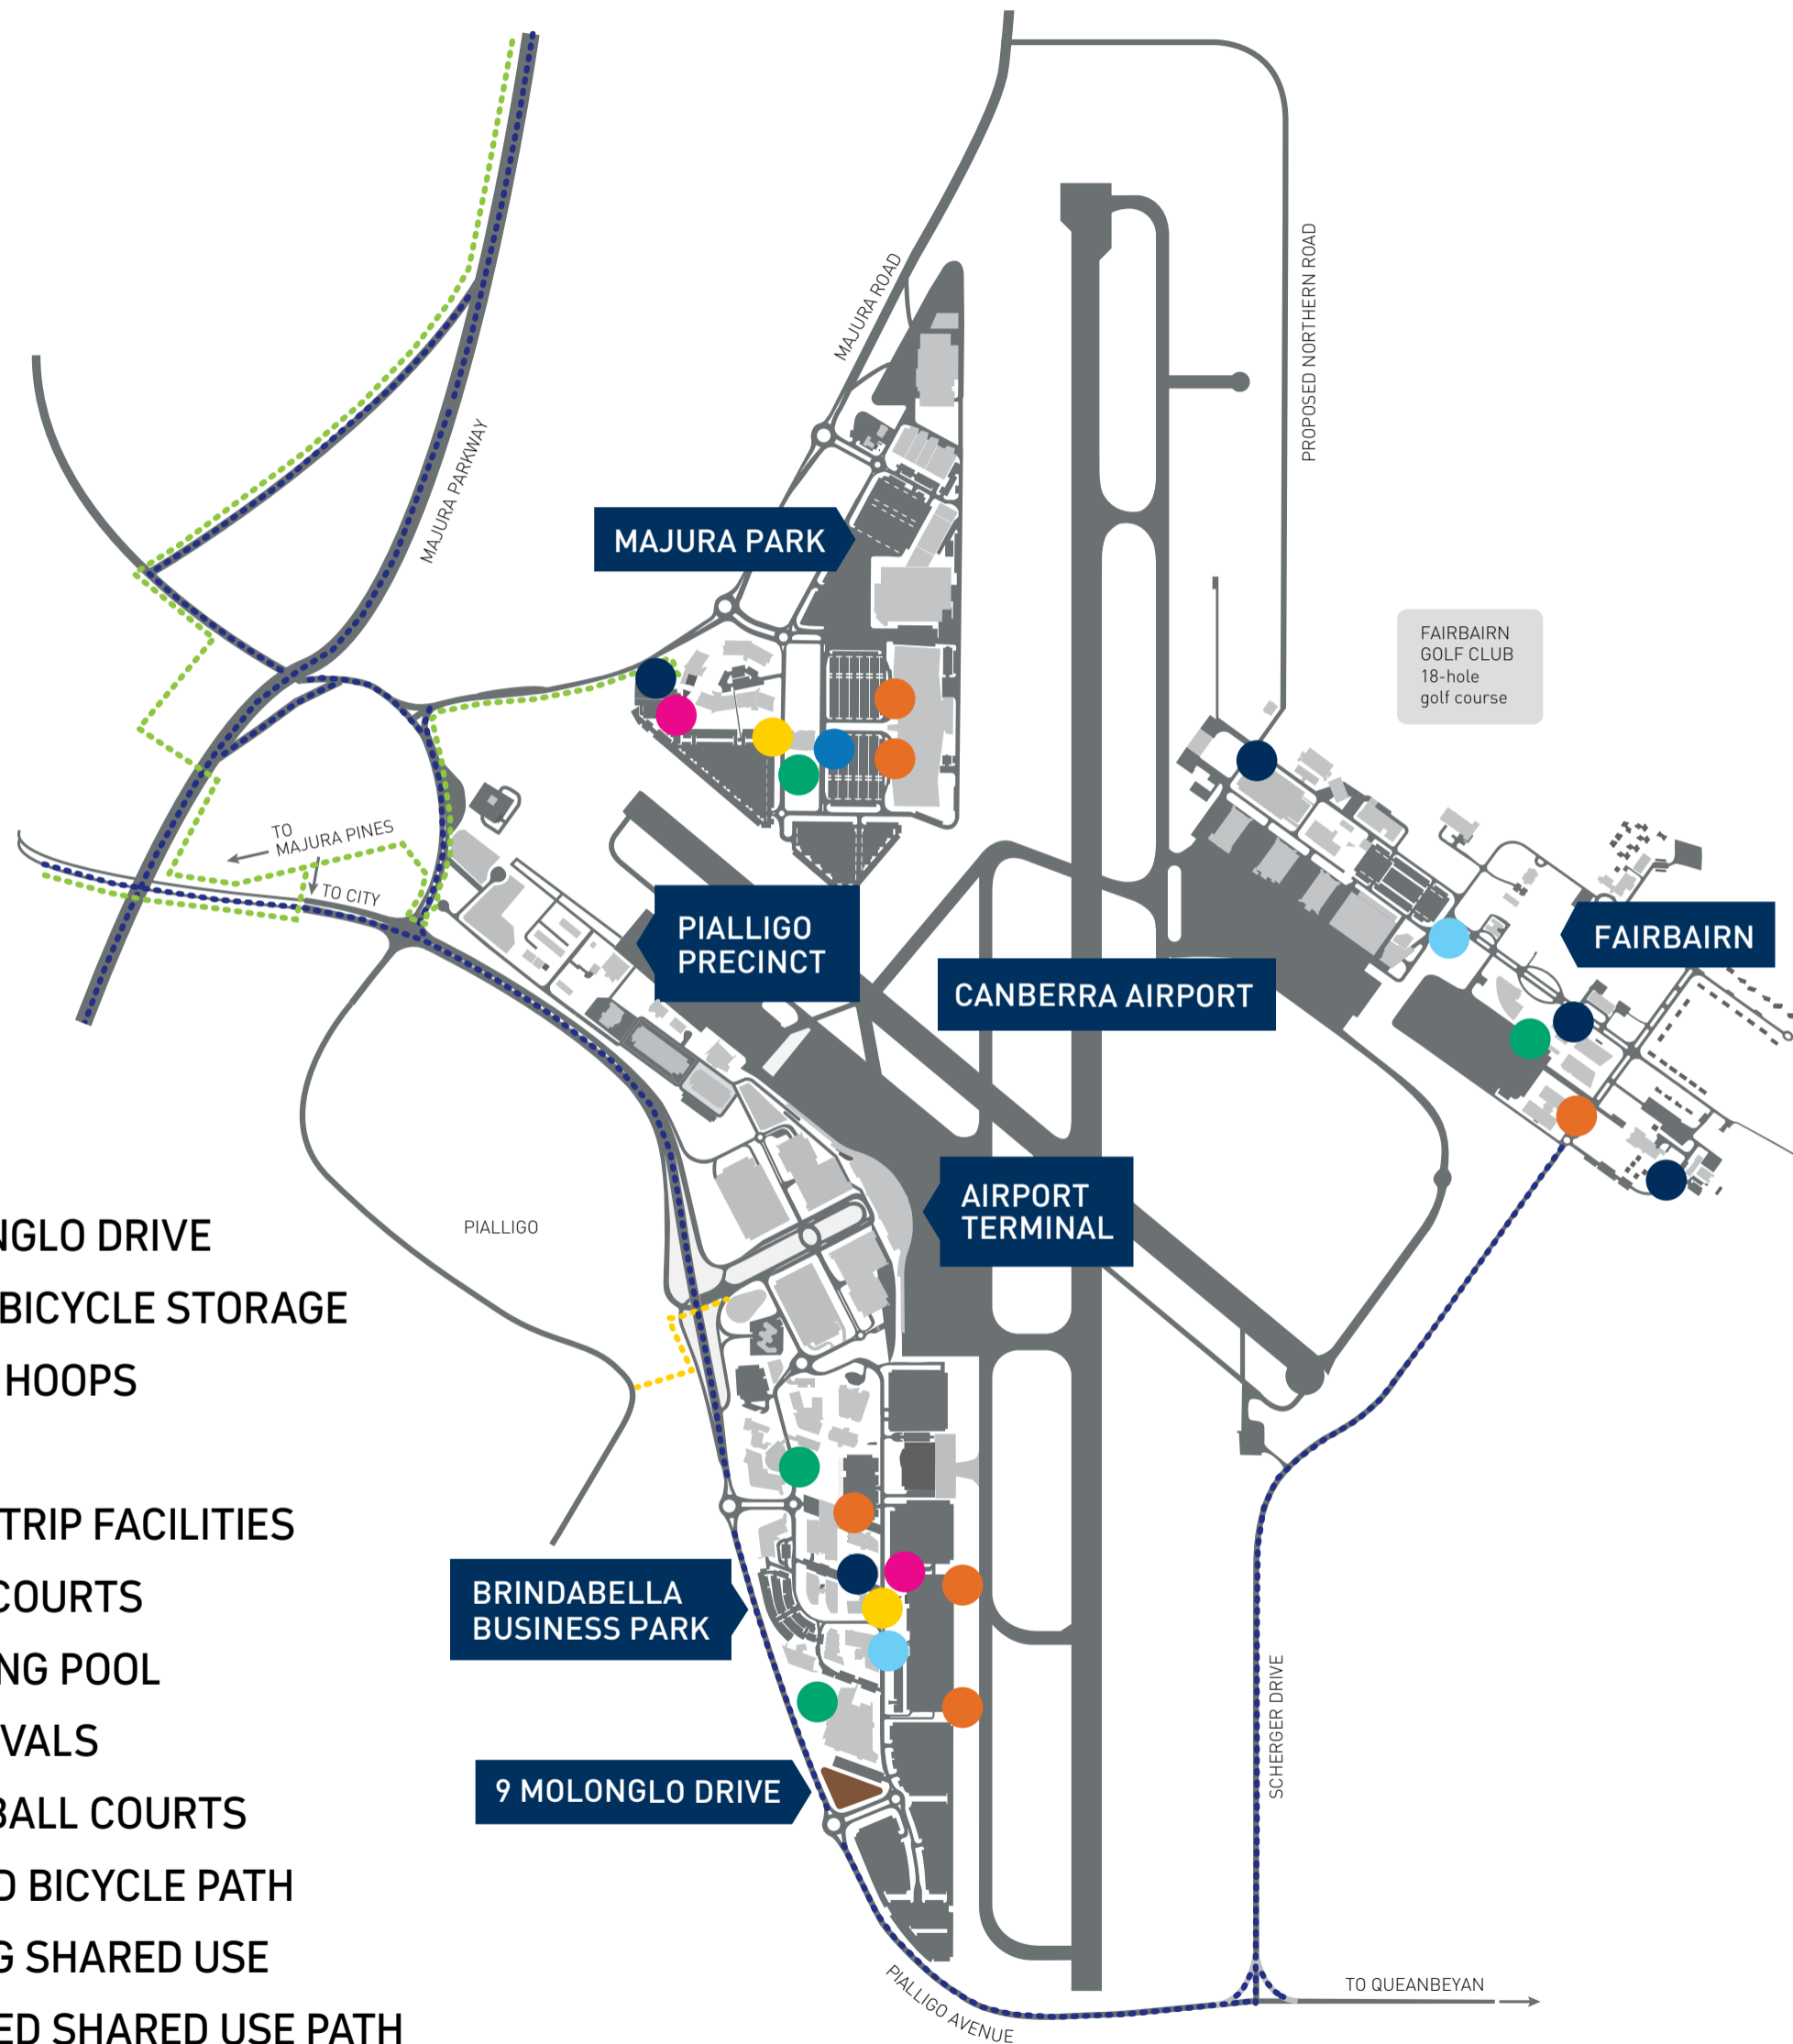 MAJURA ROAD
PROPOSED NORTHERN ROAD
MAJURA PARKWAY
MAJURA PARK
FAIRBAIRN
GOLF CLUB
18-hole
golf course
TO
MAJURA PINES
TO CITY
PIALLIGO
PRECINCT
FAIRBAIRN
CANBERRA AIRPORT
AIRPORT
TERMINAL
PIALLIGO
NGLO DRIVE
BICYCLE STORAGE
HOOPS
TRIP FACILITIES
COURTS
NG POOL
VALS
BALL COURTS
D BICYCLE PATH
G SHARED USE
ED SHARED USE PATH
BRINDABELLA
BUSINESS PARK
9 MOLONGLO DRIVE
SCHERGER DRIVE
PIALLIGO AVENUE
TO QUEANBEYAN